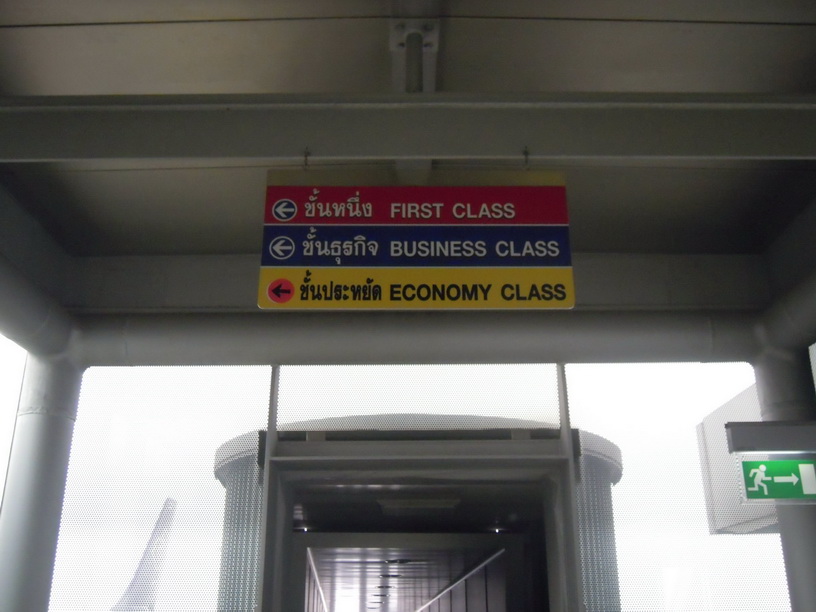 ชั้นหนึ่ง FIRST CLASS
ชั้นธุรกิจ BUSINESS CLASS
ชั้นประหยัด ECONOMY CLASS